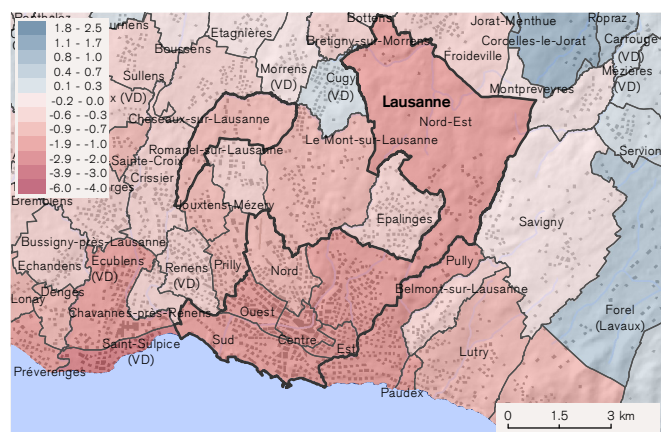 1.8 - 2.5
1.1 - 1.7
0.8 - 1.0
0.4 - 0.7
0.1 - 0.3
-0.2 - 0.0
-0.6 - -0.3
-0.9 - -0.7
-1.9 - -1.0
-2.9 - -2.0
-3.9 - -3.0
-6.0 - -4.0
Bottens
Etagnières
Jorat-Menthue
Ropraz
Corcelles-le-Jorat
Carrouge
(VD)
Bretigny-sur-Morrens
Boussens
Froideville
Sullens
Morrens
(VD)
Cugy
(VD)
Mézières
(VD)
Montpreveyres
(VD)
Lausanne
Nord-Est
Cheseaux-sur-Lausanne
Le Mont-sur-Lausanne
Romanel-sur-Lausanne
Servion
Sainte-Croix
Crissier
Jouxtens-Mézery
Epalinges
Savigny
Bussigny-près-Lausanne
Echandens
Ecublens
(VD)
Renens
(VD)
Prilly
Nord
Pully
Belmont-sur-Lausanne
Lonay
Denges
Chavannes-près-Renens
Ouest
Forel
(Lavaux)
Saint-Sulpice
(VD)
Sud
Centre
Est
Lutry
Préverenges
Paudex
0 1.5 3 km